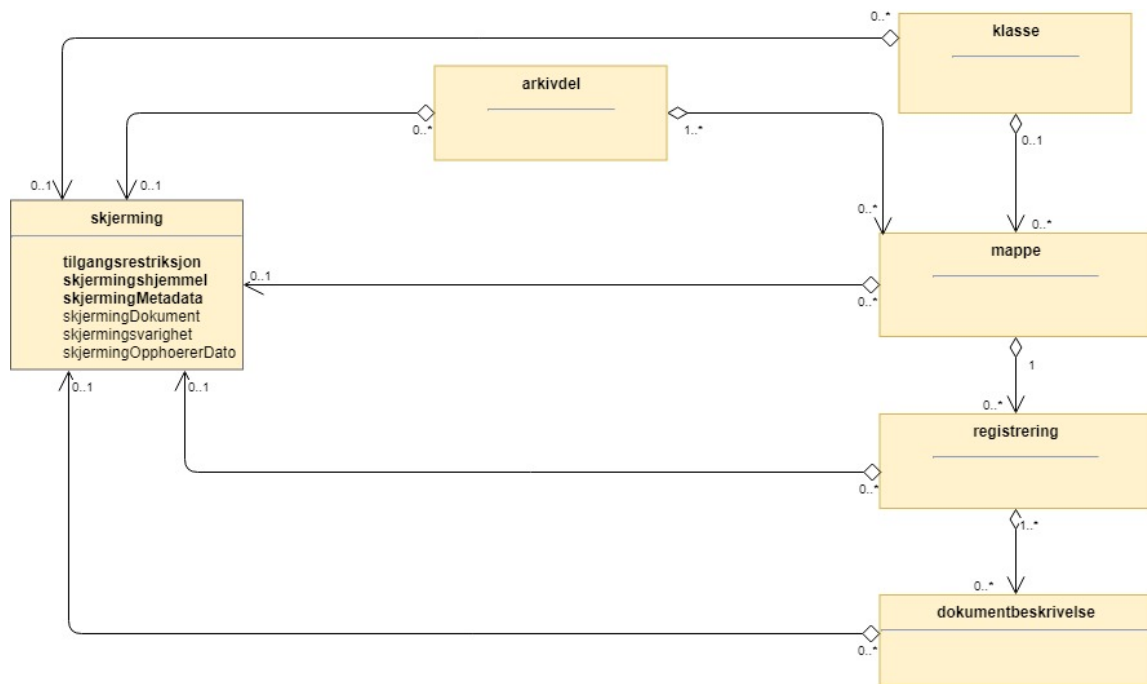 0..*
klasse
arkivdel
0..*
1..*
0..1
0..1
0..1
0..*
0..*
skjerming
tilgangsrestriksjon
skjermingshjemmel
skjermingMetadata
skjermingDokument
skjermingsvarighet
skjermingOpphoererDato
mappe
0..1
0..*
1
0..1
0..1
0..*
registrering
0..*
1..*
0..*
dokumentbeskrivelse
0..*